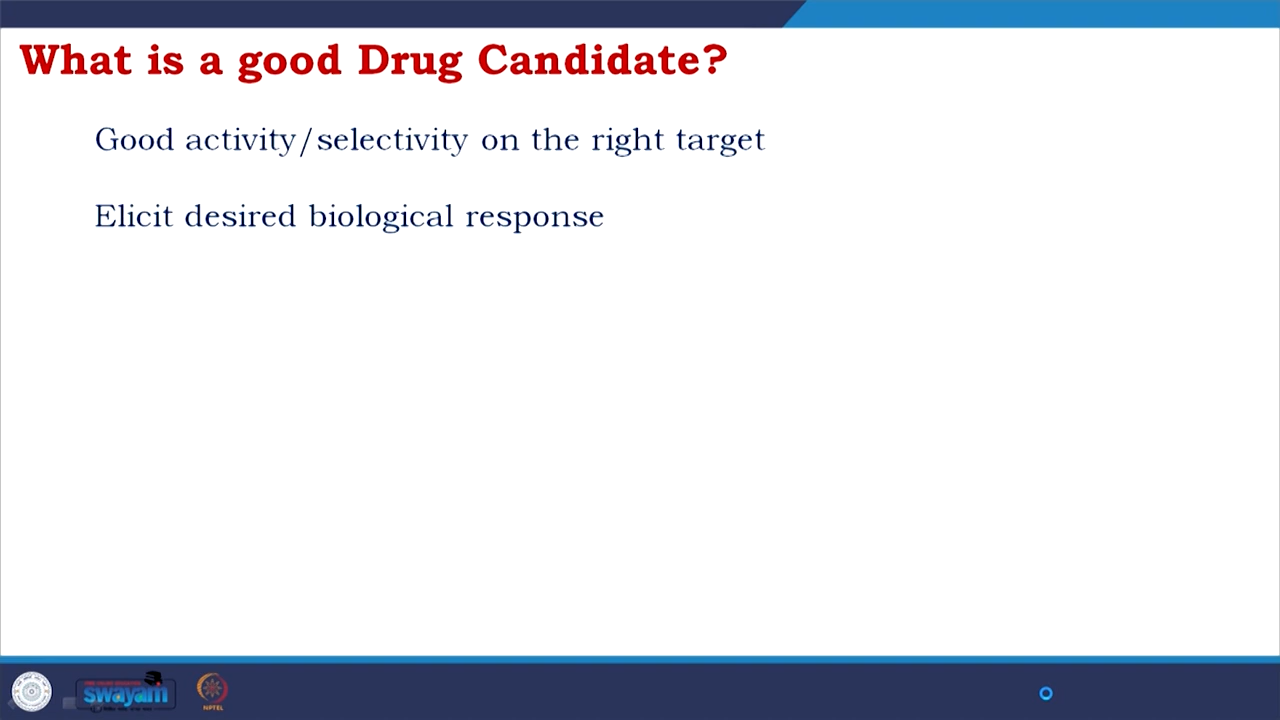 What is a good Drug Candidate?
Good activity/selectivity on the right target
Elicit desired biological response
swayam
NPTEL